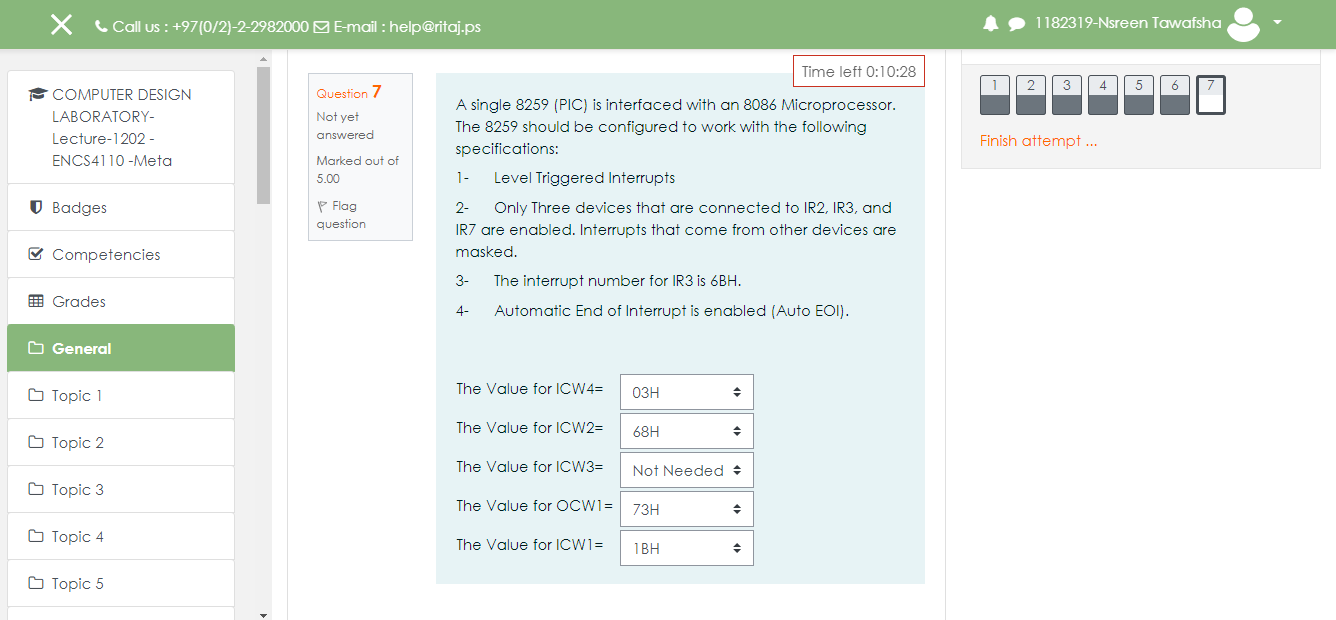 Call us : +97(0/2)-2-2982000 E-mail : help@ritaj.ps
1182319-Nsreen Tawafsha
COMPUTER DESIGN
LABORATORY-
Lecture-1202 -
ENCS4110 -Meta
Badges
Competencies
Grades
General
Topic 1
Topic 2
Topic 3
Topic 4
Topic 5
Question 7
Not yet
answered
Marked out of
5.00
Flag
question
Time left 0:10:28
A single 8259 (PIC) is interfaced with an 8086 Microprocessor.
The 8259 should be configured to work with the following
specifications:
1- Level Triggered Interrupts
2- Only Three devices that are connected to IR2, IR3, and
IR7 are enabled. Interrupts that come from other devices are
masked.
3- The interrupt number for IR3 is 6BH.
4- Automatic End of Interrupt is enabled (Auto EOI).
The Value for ICW4= 03H
The Value for ICW2= 68H
The Value for ICW3= Not Needed
The Value for OCW1= 73H
The Value for ICW1= 1BH
1 2 3 4 5 6 7
Finish attempt ...